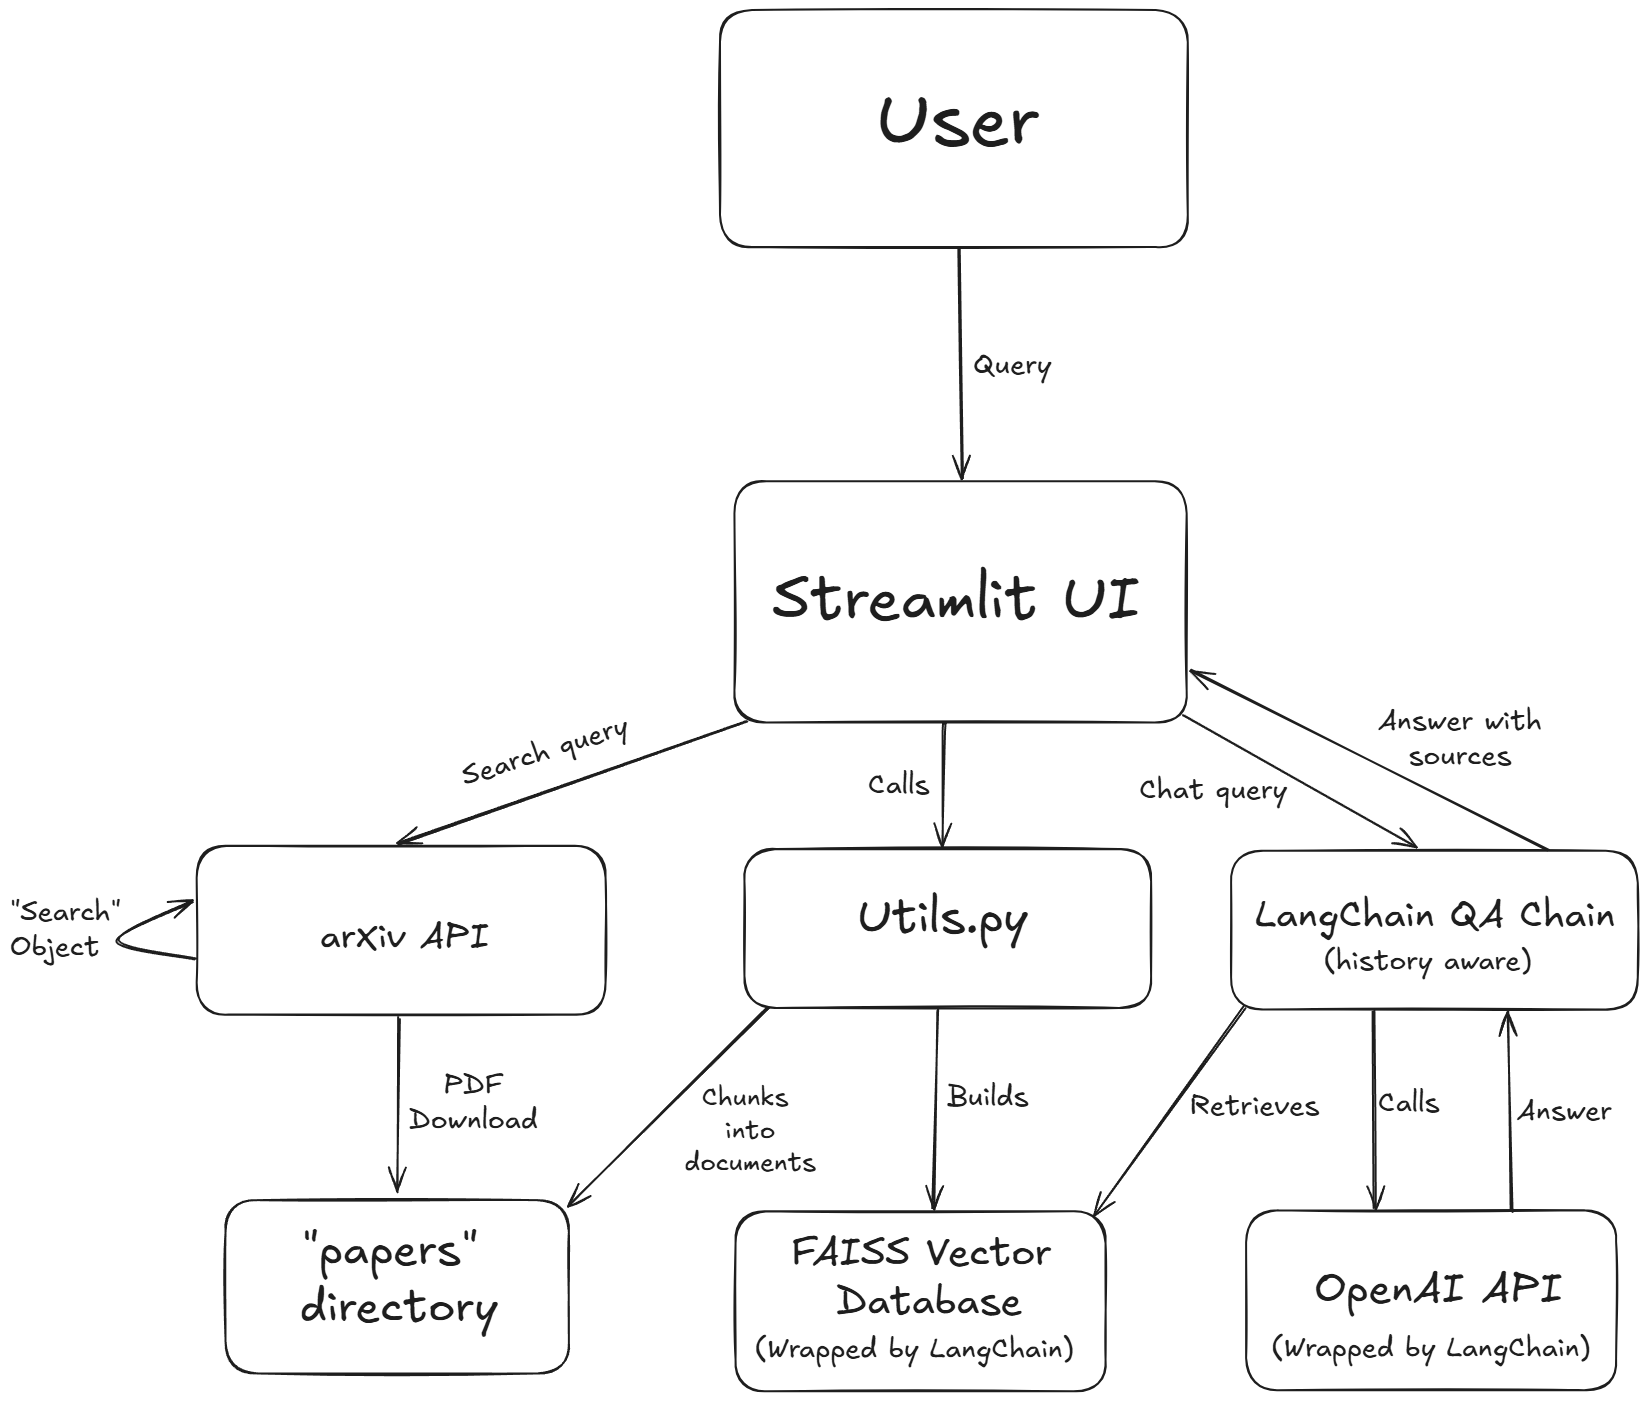 User
Query
Streamlit UI
Search query
Calls
Chat query
Answer with
sources
"Search"
Object
arXiv API
Utils.py
LangChain QA Chain
(history aware)
PDF
Download
Chunks
into
documents
Builds
Retrieves
Calls
Answer
"papers"
directory
FAISS Vector
Database
(Wrapped by LangChain)
OpenAI API
(Wrapped by LangChain)